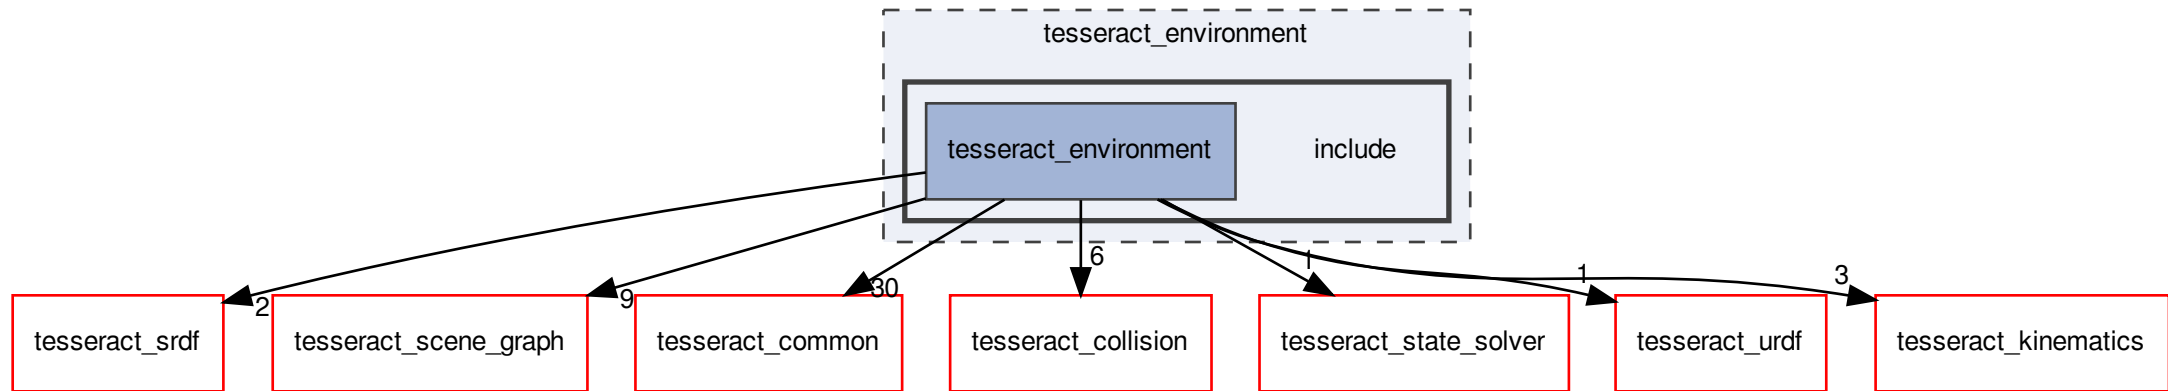 tesseract_environment
tesseract_environment
include
2
9
30
6
1
1
3
tesseract_srdf
tesseract_scene_graph
tesseract_common
tesseract_collision
tesseract_state_solver
tesseract_urdf
tesseract_kinematics